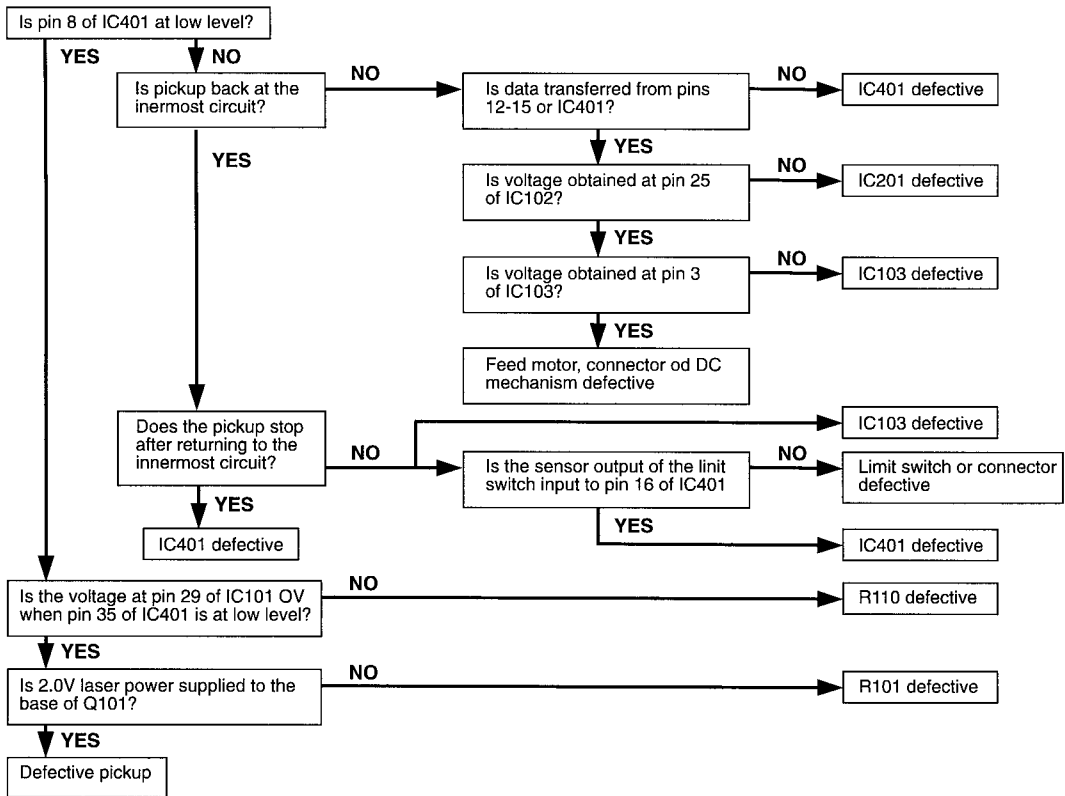 Is pin 8 of IC401 at low level?
YES
NO
Is pickup back at the
inermost circuit?
NO
Is data transferred from pins
12-15 or IC401?
NO
IC401 defective
YES
YES
Is voltage obtained at pin 25
of IC102?
NO
IC201 defective
YES
Is voltage obtained at pin 3
of IC103?
NO
IC103 defective
YES
Feed motor, connector od DC
mechanism defective
Does the pickup stop
after returning to the
innermost circuit?
NO
IC103 defective
Is the sensor output of the linit
switch input to pin 16 of IC401
NO
Limit switch or connector
defective
YES
IC401 defective
YES
IC401 defective
Is the voltage at pin 29 of IC101 OV
when pin 35 of IC401 is at low level?
NO
R110 defective
YES
Is 2.0V laser power supplied to the
base of Q101?
NO
R101 defective
YES
Defective pickup